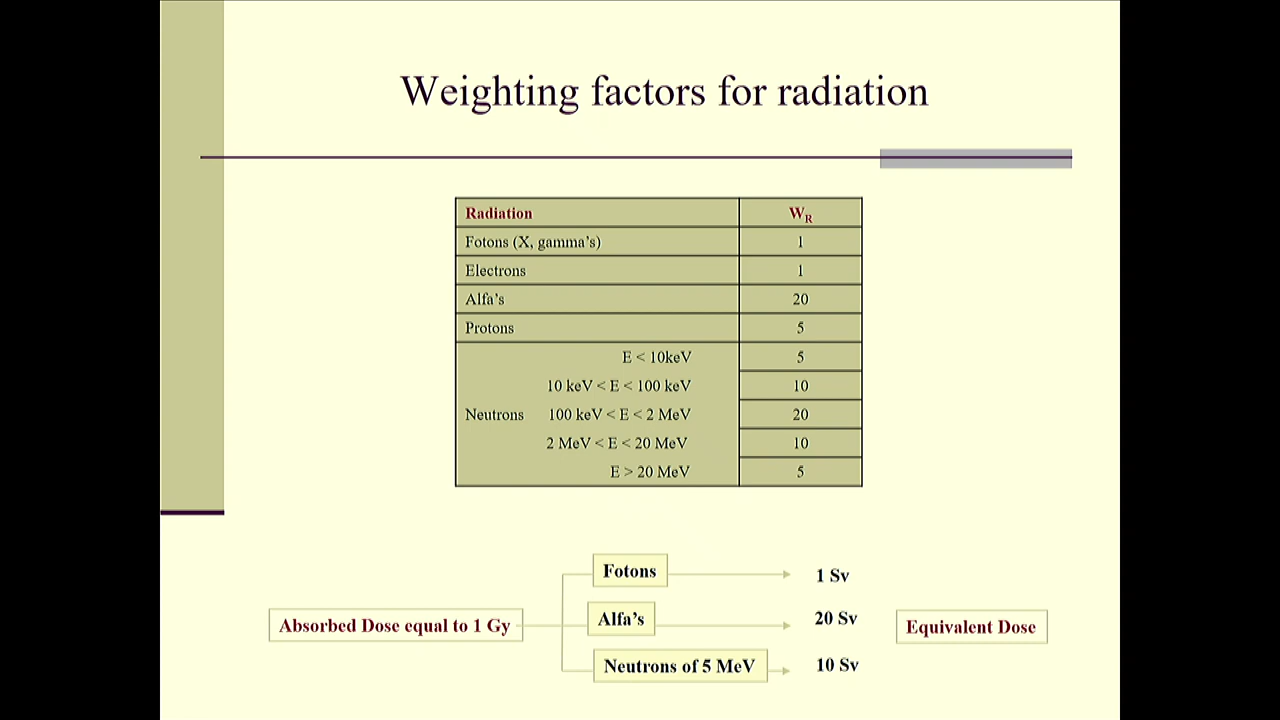 Weighting factors for radiation
Radiation W_R
Fotons (X, gamma's) 1
Electrons 1
Alfa's 20
Protons 5
E < 10keV 5
10 keV < E < 100 keV 10
Neutrons 100 keV < E < 2 MeV 20
2 MeV < E < 20 MeV 10
E > 20 MeV 5
Fotons 1 Sv
Absorbed Dose equal to 1 Gy Alfa's 20 Sv Equivalent Dose
Neutrons of 5 MeV 10 Sv